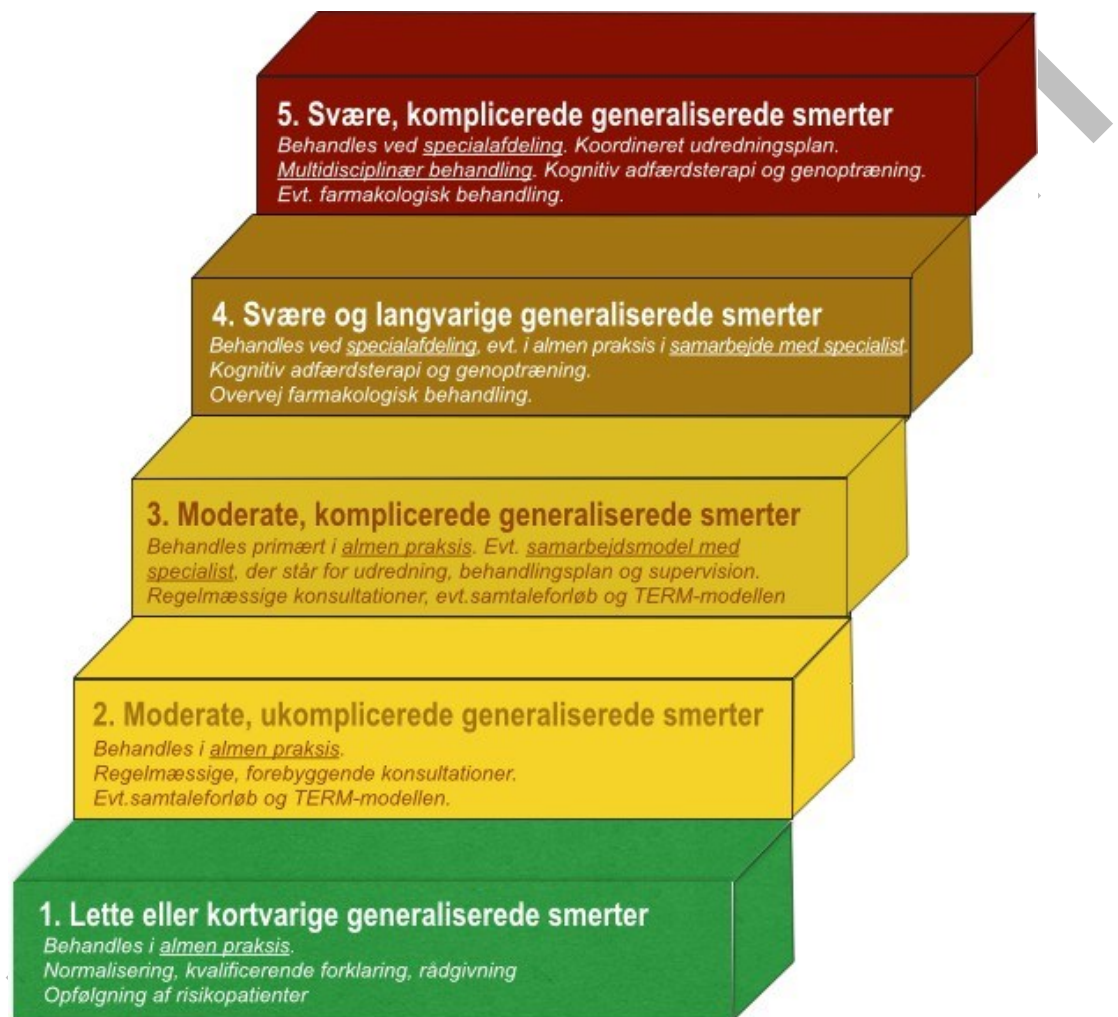 5. Svære, komplicerede generaliserede smerter
Behandles ved specialafdeling. Koordineret udredningsplan.
Multidisciplinær behandling. Kognitiv adfærdsterapi og genoptræning.
Evt. farmakologisk behandling.
4. Svære og langvarige generaliserede smerter
Behandles ved specialafdeling, evt. i almen praksis i samarbejde med specialist.
Kognitiv adfærdsterapi og genoptræning.
Overvej farmakologisk behandling.
3. Moderate, komplicerede generaliserede smerter
Behandles primært i almen praksis. Evt. samarbejdsmodel med
specialist, der står for udredning, behandlingsplan og supervision.
Regelmæssige konsultationer, evt.samtaleforløb og TERM-modellen
2. Moderate, ukomplicerede generaliserede smerter
Behandles i almen praksis.
Regelmæssige, forebyggende konsultationer.
Evt.samtaleforløb og TERM-modellen.
1. Lette eller kortvarige generaliserede smerter
Behandles i almen praksis.
Normalisering, kvalificerende forklaring, rådgivning
Opfølgning af risikopatienter